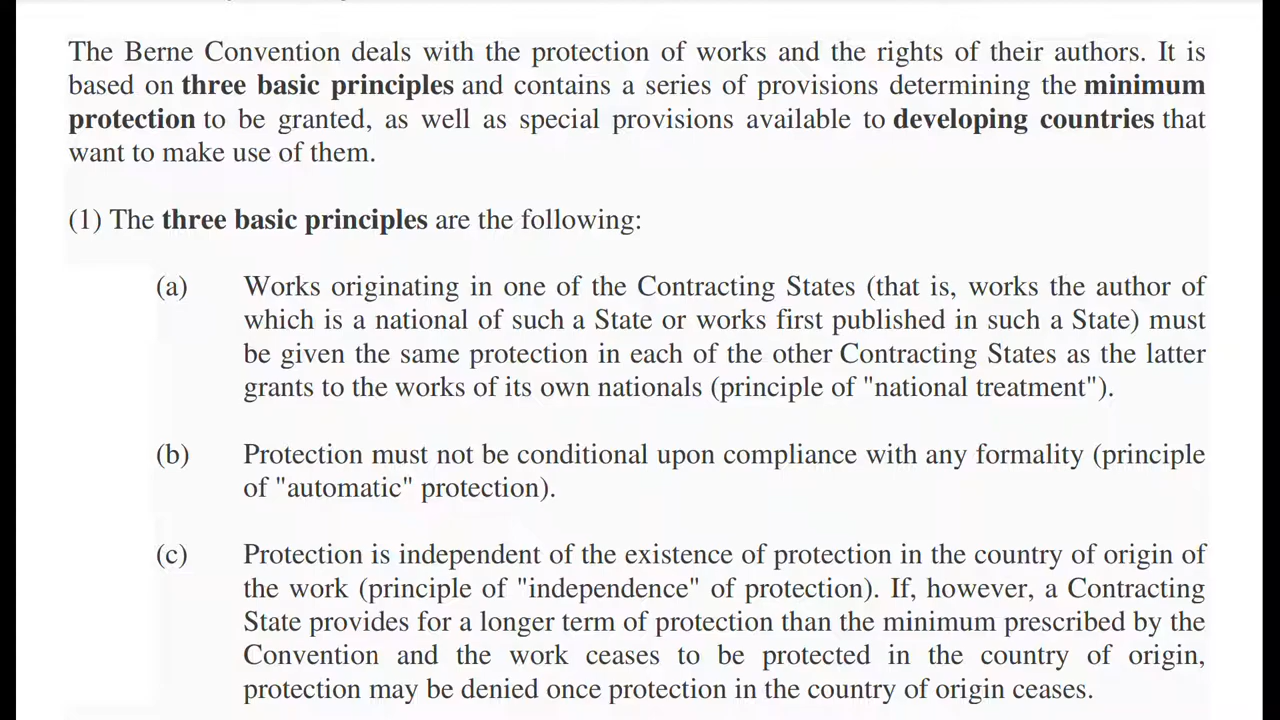 The Berne Convention deals with the protection of works and the rights of their authors. It is
based on three basic principles and contains a series of provisions determining the minimum
protection to be granted, as well as special provisions available to developing countries that
want to make use of them.
(1) The three basic principles are the following:
(a) Works originating in one of the Contracting States (that is, works the author of
which is a national of such a State or works first published in such a State) must
be given the same protection in each of the other Contracting States as the latter
grants to the works of its own nationals (principle of "national treatment").
(b) Protection must not be conditional upon compliance with any formality (principle
of "automatic" protection).
(c) Protection is independent of the existence of protection in the country of origin of
the work (principle of "independence" of protection). If, however, a Contracting
State provides for a longer term of protection than the minimum prescribed by the
Convention and the work ceases to be protected in the country of origin,
protection may be denied once protection in the country of origin ceases.